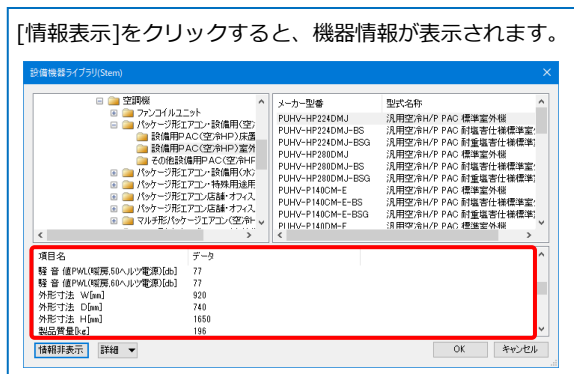 [情報表示]をクリックすると、機器情報が表示されます。
設備機器ライブラリ(Stem)
空調機
ファンコイルユニット
パッケージ形エアコン・設備用(空冷
設備用PAC(空冷HP)床置
設備用PAC(空冷HP)室外
その他設備用PAC(空冷HF
パッケージ形エアコン・設備用(水冷
パッケージ形エアコン・特殊用途用
パッケージ形エアコン店舗・オフィス
パッケージ形エアコン店舗・オフィス
マルチ形パッケージエアコン(空冷H
メーカー型番 型式名称
PUHV-HP224DMJ 汎用空冷H/P PAC 標準室外機
PUHV-HP224DMJ-BS 汎用空冷H/P PAC 耐塩害仕様標準室
PUHV-HP224DMJ-BSG 汎用空冷H/P PAC 耐重塩害仕様標準
PUHV-HP280DMJ 汎用空冷H/P PAC 標準室外機
PUHV-HP280DMJ-BS 汎用空冷H/P PAC 耐塩害仕様標準室
PUHV-HP280DMJ-BSG 汎用空冷H/P PAC 耐重塩害仕様標準
PUHV-P140CM-E 汎用空冷H/P PAC 標準室外機
PUHV-P140CM-E-BS 汎用空冷H/P PAC 耐塩害仕様標準室
PUHV-P140CM-E-BSG 汎用空冷H/P PAC 耐重塩害仕様標準
PUHV-P140DM-E 汎用空冷H/P PAC 標準室外機
項目名 データ
騒 音 値PWL(暖房,50ヘルツ電源)[db] 77
騒 音 値PWL(暖房,60ヘルツ電源)[db] 77
外形寸法 W[mm] 920
外形寸法 D[mm] 740
外形寸法 H[mm] 1650
製品質量[kg] 196
情報非表示 詳細 OK キャンセル